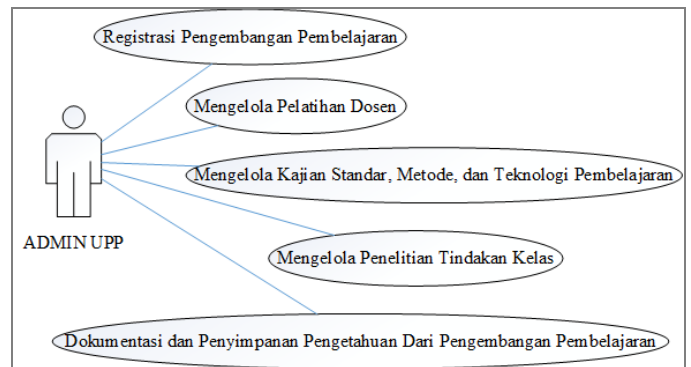 Registrasi Pengembangan Pembelajaran
Mengelola Pelatihan Dosen
Mengelola Kajian Standar, Metode, dan Teknologi Pembelajaran
ADMIN UPP
Mengelola Penelitian Tindakan Kelas
Dokumentasi dan Penyimpanan Pengetahuan Dari Pengembangan Pembelajaran